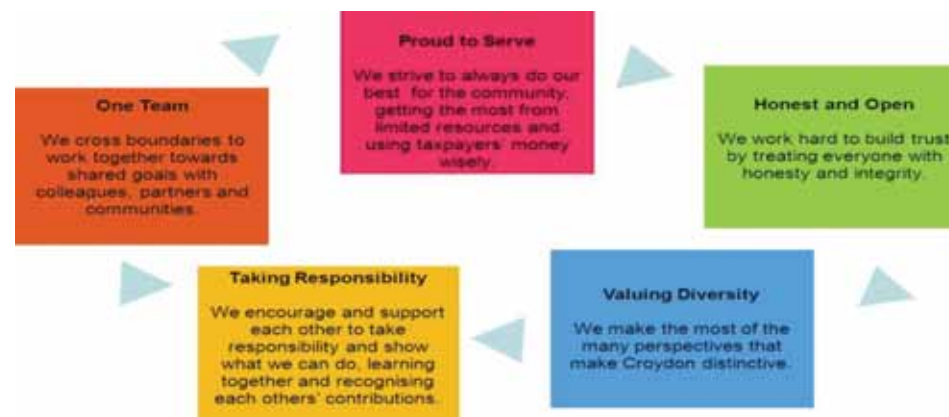 Proud to Serve
We strive to always do our
best for the community,
getting the most from
limited resources and
using taxpayers' money
wisely.
One Team
We cross boundaries to
work together towards
shared goals with
colleagues, partners and
communities.
Honest and Open
We work hard to build trust
by treating everyone with
honesty and integrity.
Taking Responsibility
We encourage and support
each other to take
responsibility and show
what we can do, learning
together and recognising
each others' contributions.
Valuing Diversity
We make the most of the
many perspectives that
make Croydon distinctive.